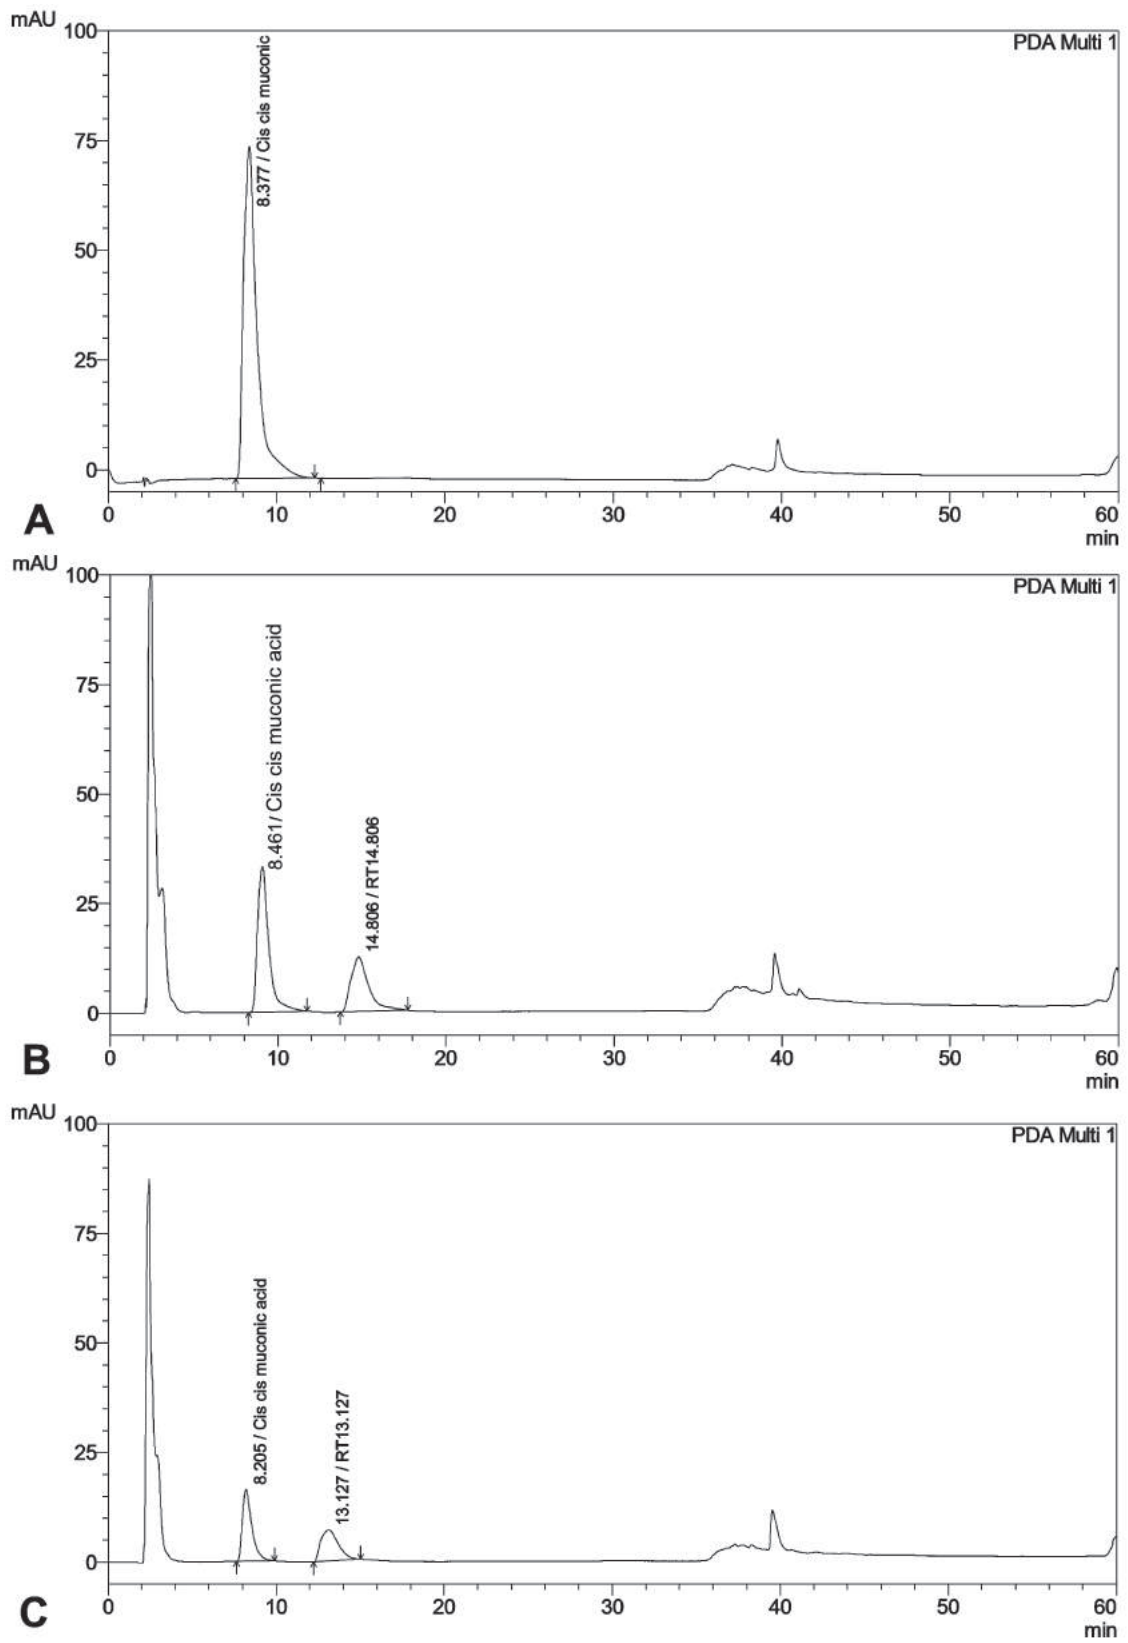 mAU
100
PDA Multi 1
8.377 / Cis cis muconic
75
50
25
0
0 10 20 30 40 50 60
min
A
mAU
100
PDA Multi 1
8.461/ Cis cis muconic acid
14.806 / RT14.806
75
50
25
0
0 10 20 30 40 50 60
min
B
mAU
100
PDA Multi 1
8.205 / Cis cis muconic acid
13.127 / RT13.127
75
50
25
0
0 10 20 30 40 50 60
min
C